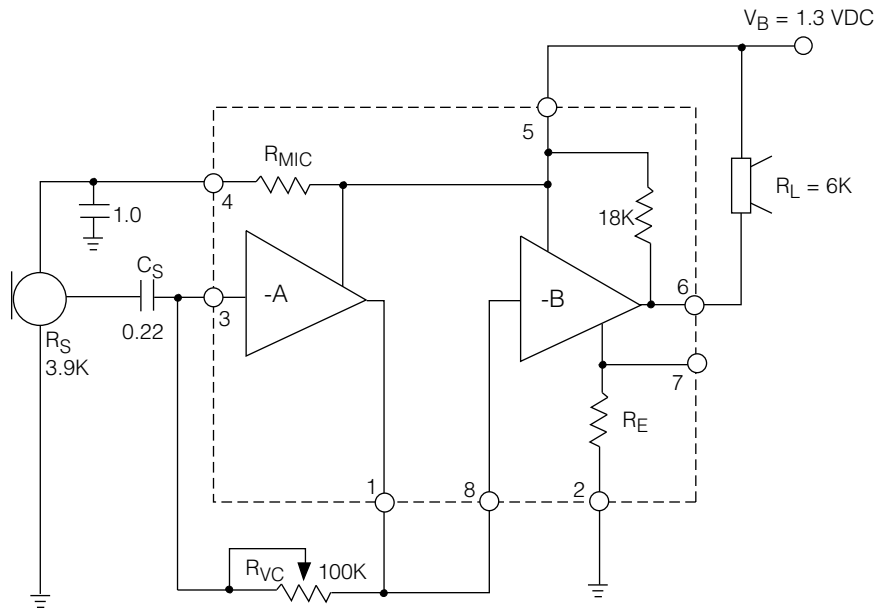 V_B = 1.3 VDC
5
R_MIC
4
1.0
18K
R_L = 6K
C_S
-A
-B
6
3
0.22
R_S
3.9K
7
R_E
1
8
2
R_VC
100K